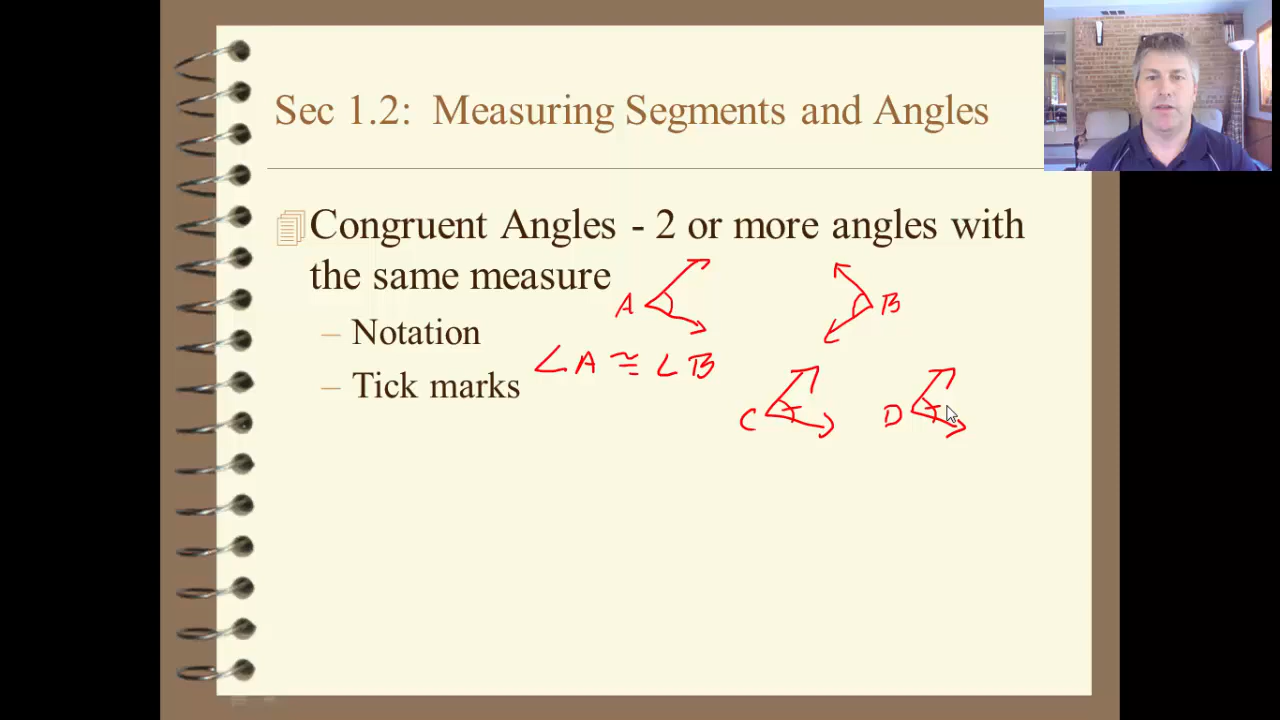 Sec 1.2: Measuring Segments and Angles
Congruent Angles - 2 or more angles with
the same measure
A
B
– Notation
∠A ≅ ∠B
– Tick marks
C
D